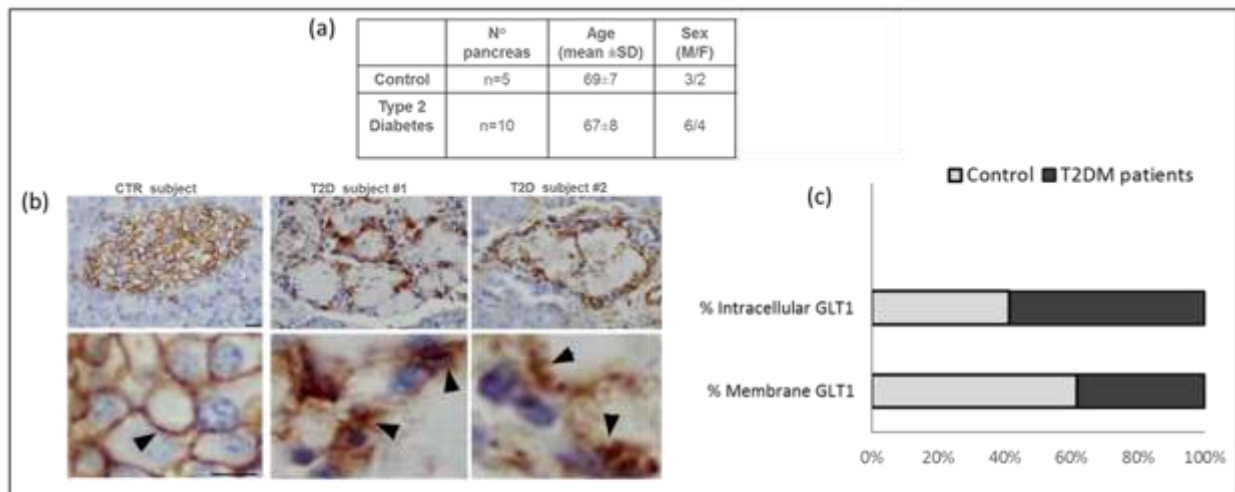 (a)
Nº pancreas Age (mean ±SD) Sex (M/F)
Control n=5 69±7 3/2
Type 2 Diabetes n=10 67±8 6/4
(b)
CTR subject T2D subject #1 T2D subject #2
(c)
Control T2DM patients
% Intracellular GLT1
% Membrane GLT1
0% 20% 40% 60% 80% 100%